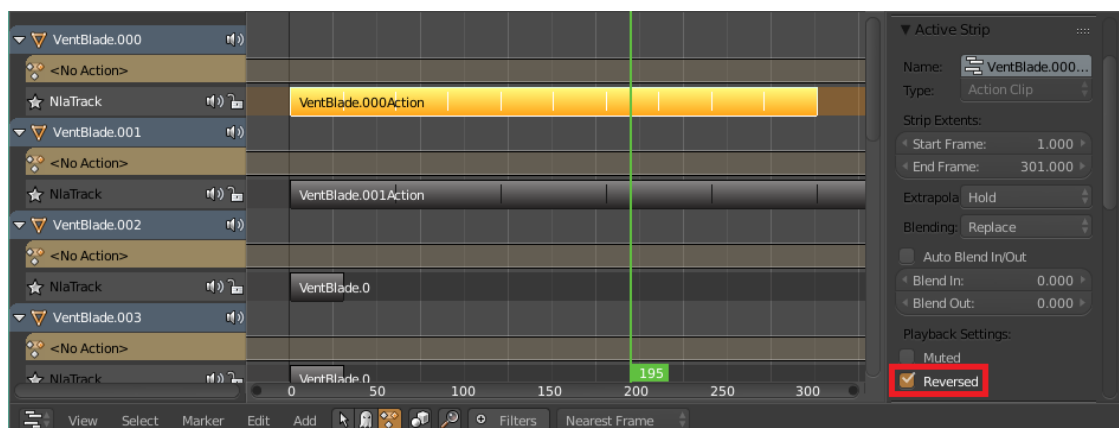 VentBlade.000
<No Action>
NlaTrack
VentBlade.000Action
VentBlade.001
<No Action>
NlaTrack
VentBlade.001Action
VentBlade.002
<No Action>
NlaTrack
VentBlade.0
VentBlade.003
<No Action>
NlaTrack
VentBlade.0
195
0 50 100 150 200 250 300
View Select Marker Edit Add Filters Nearest Frame
Active Strip
Name: VentBlade.000...
Type: Action Clip
Strip Extents:
Start Frame: 1.000
End Frame: 301.000
Extrapola Hold
Blending: Replace
Auto Blend In/Out
Blend In: 0.000
Blend Out: 0.000
Playback Settings:
Muted
Reversed